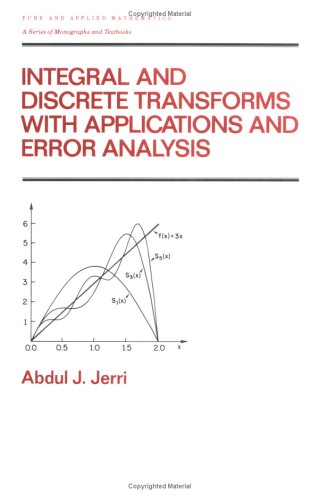 Copyrighted Material
PURE AND APPLIED MATHEMATICS
A Series of Monographs and Textbooks
INTEGRAL AND
DISCRETE TRANSFORMS
WITH APPLICATIONS AND
ERROR ANALYSIS
6
5
4
3
2
1
f(x)=3x
S₅(x)
S₃(x)
S₁(x)
0.0 0.5 1.0 1.5 2.0 x
Abdul J. Jerri
Copyrighted Material